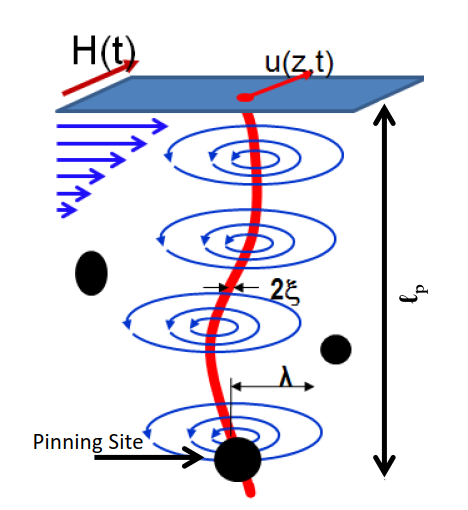 H(t)
u(z,t)
2ξ
ℓp
λ
Pinning Site